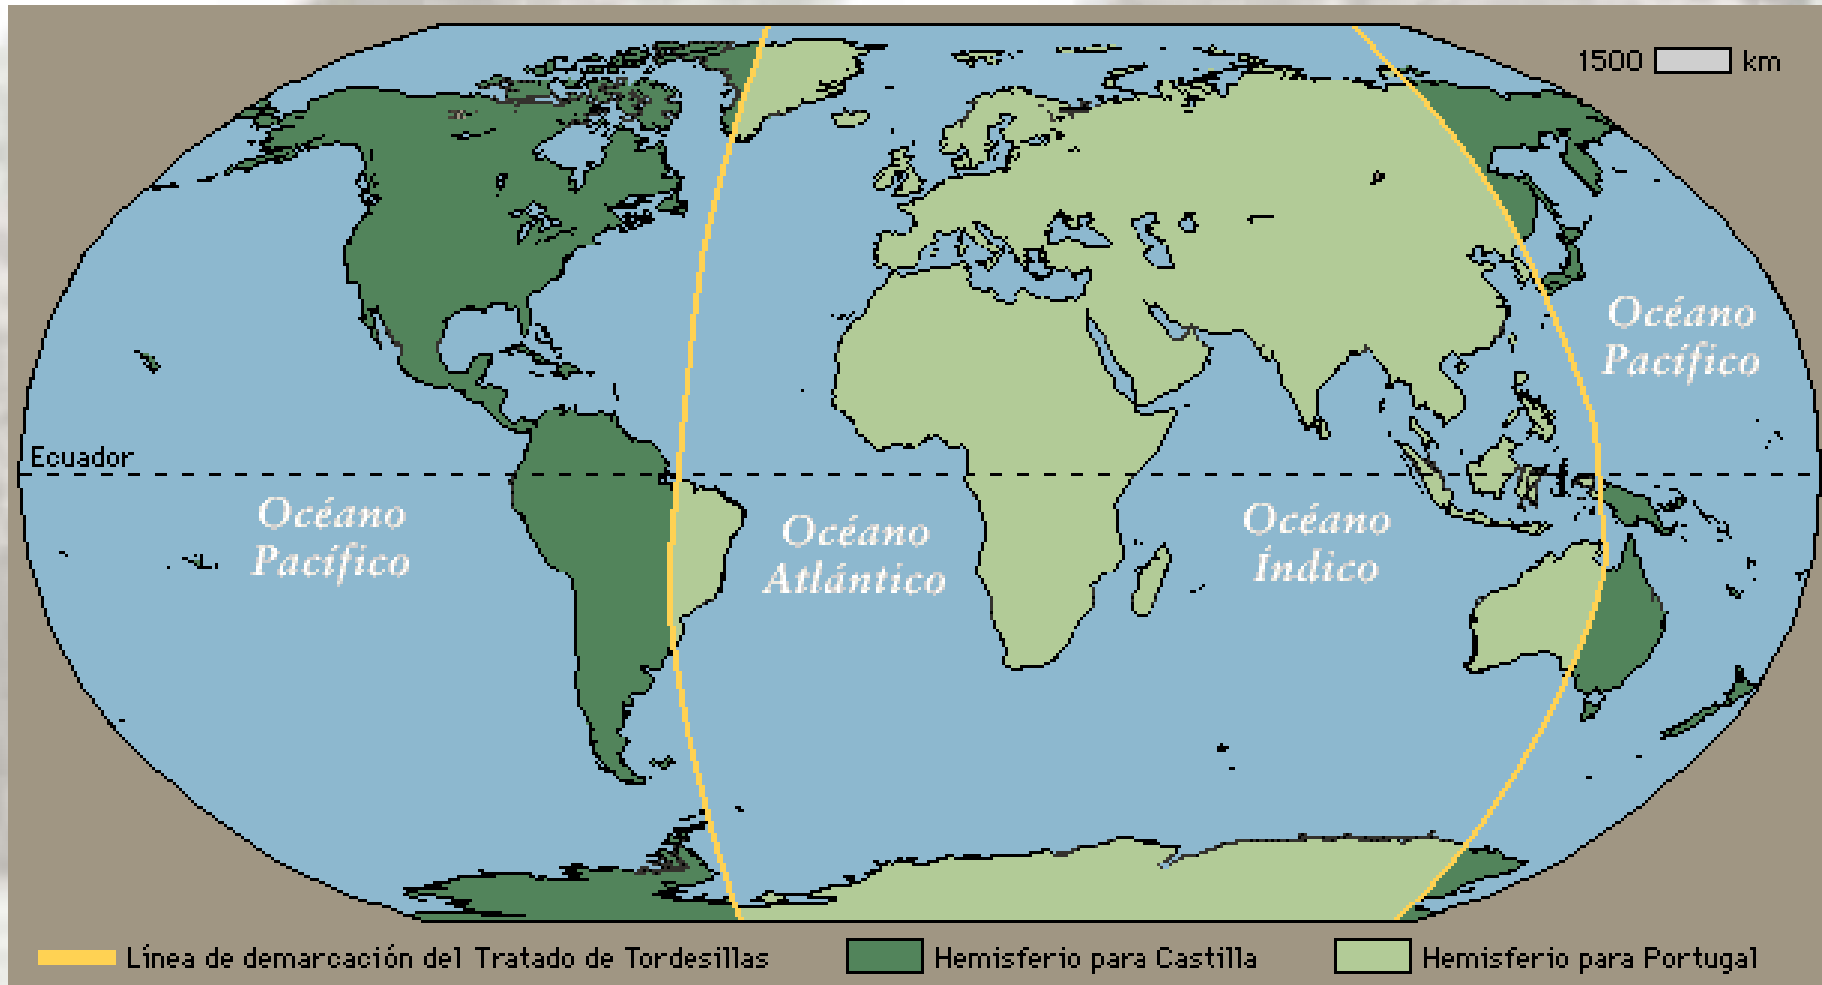 1500 km
Océano
Pacífico
Ecuador
Océano
Pacífico
Océano
Atlántico
Océano
Índico
Línea de demarcación del Tratado de Tordesillas
Hemisferio para Castilla
Hemisferio para Portugal